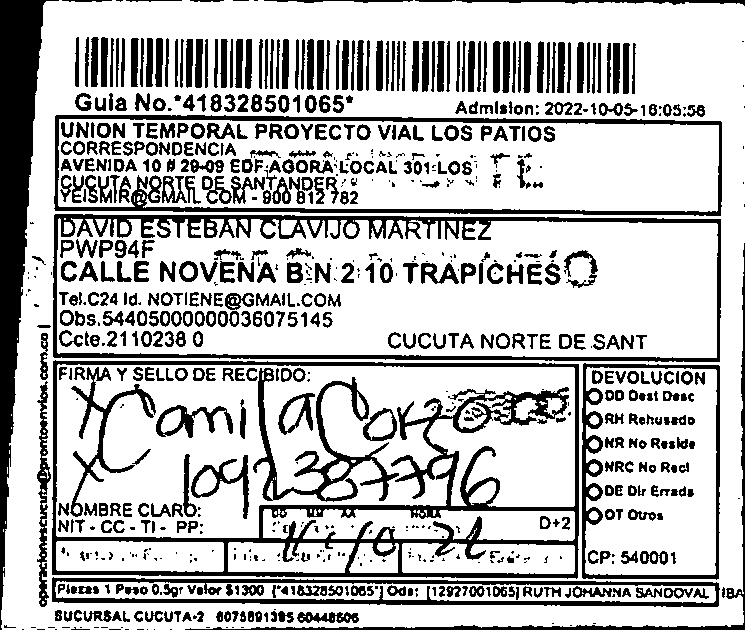 Guia No.*418328501065*
Admision: 2022-10-05-16:05:56
UNION TEMPORAL PROYECTO VIAL LOS PATIOS
CORRESPONDENCIA
AVENIDA 10 # 29-09 EDF AGORA LOCAL 301 LOS
CUCUTA NORTE DE SANTANDER
YEISMIR@GMAIL COM - 900 812 782
DAVID ESTEBAN CLAVIJO MARTINEZ
PWP94F
CALLE NOVENA B N 2 10 TRAPICHES
Tel.C24 Id. NOTIENE@GMAIL.COM
Obs.54405000000036075145
Ccte.2110238 0
CUCUTA NORTE DE SANT
FIRMA Y SELLO DE RECIBIDO:
Camila Corzo
1092387796
NOMBRE CLARO:
NIT - CC - TI - PP:
DD MM AA HORA
D+2
DEVOLUCION
DD Dest Desc
RH Rehusado
NR No Reside
NRC No Recl
DE Dir Errada
OT Otros
CP: 540001
operacionescucuta@prontoenvios.com.co
Piezas 1 Peso 0.5gr Valor $1300 [*418328501065*] Ods: [12927001065] RUTH JOHANNA SANDOVAL IBA
SUCURSAL CUCUTA-2 6075891395 60448506